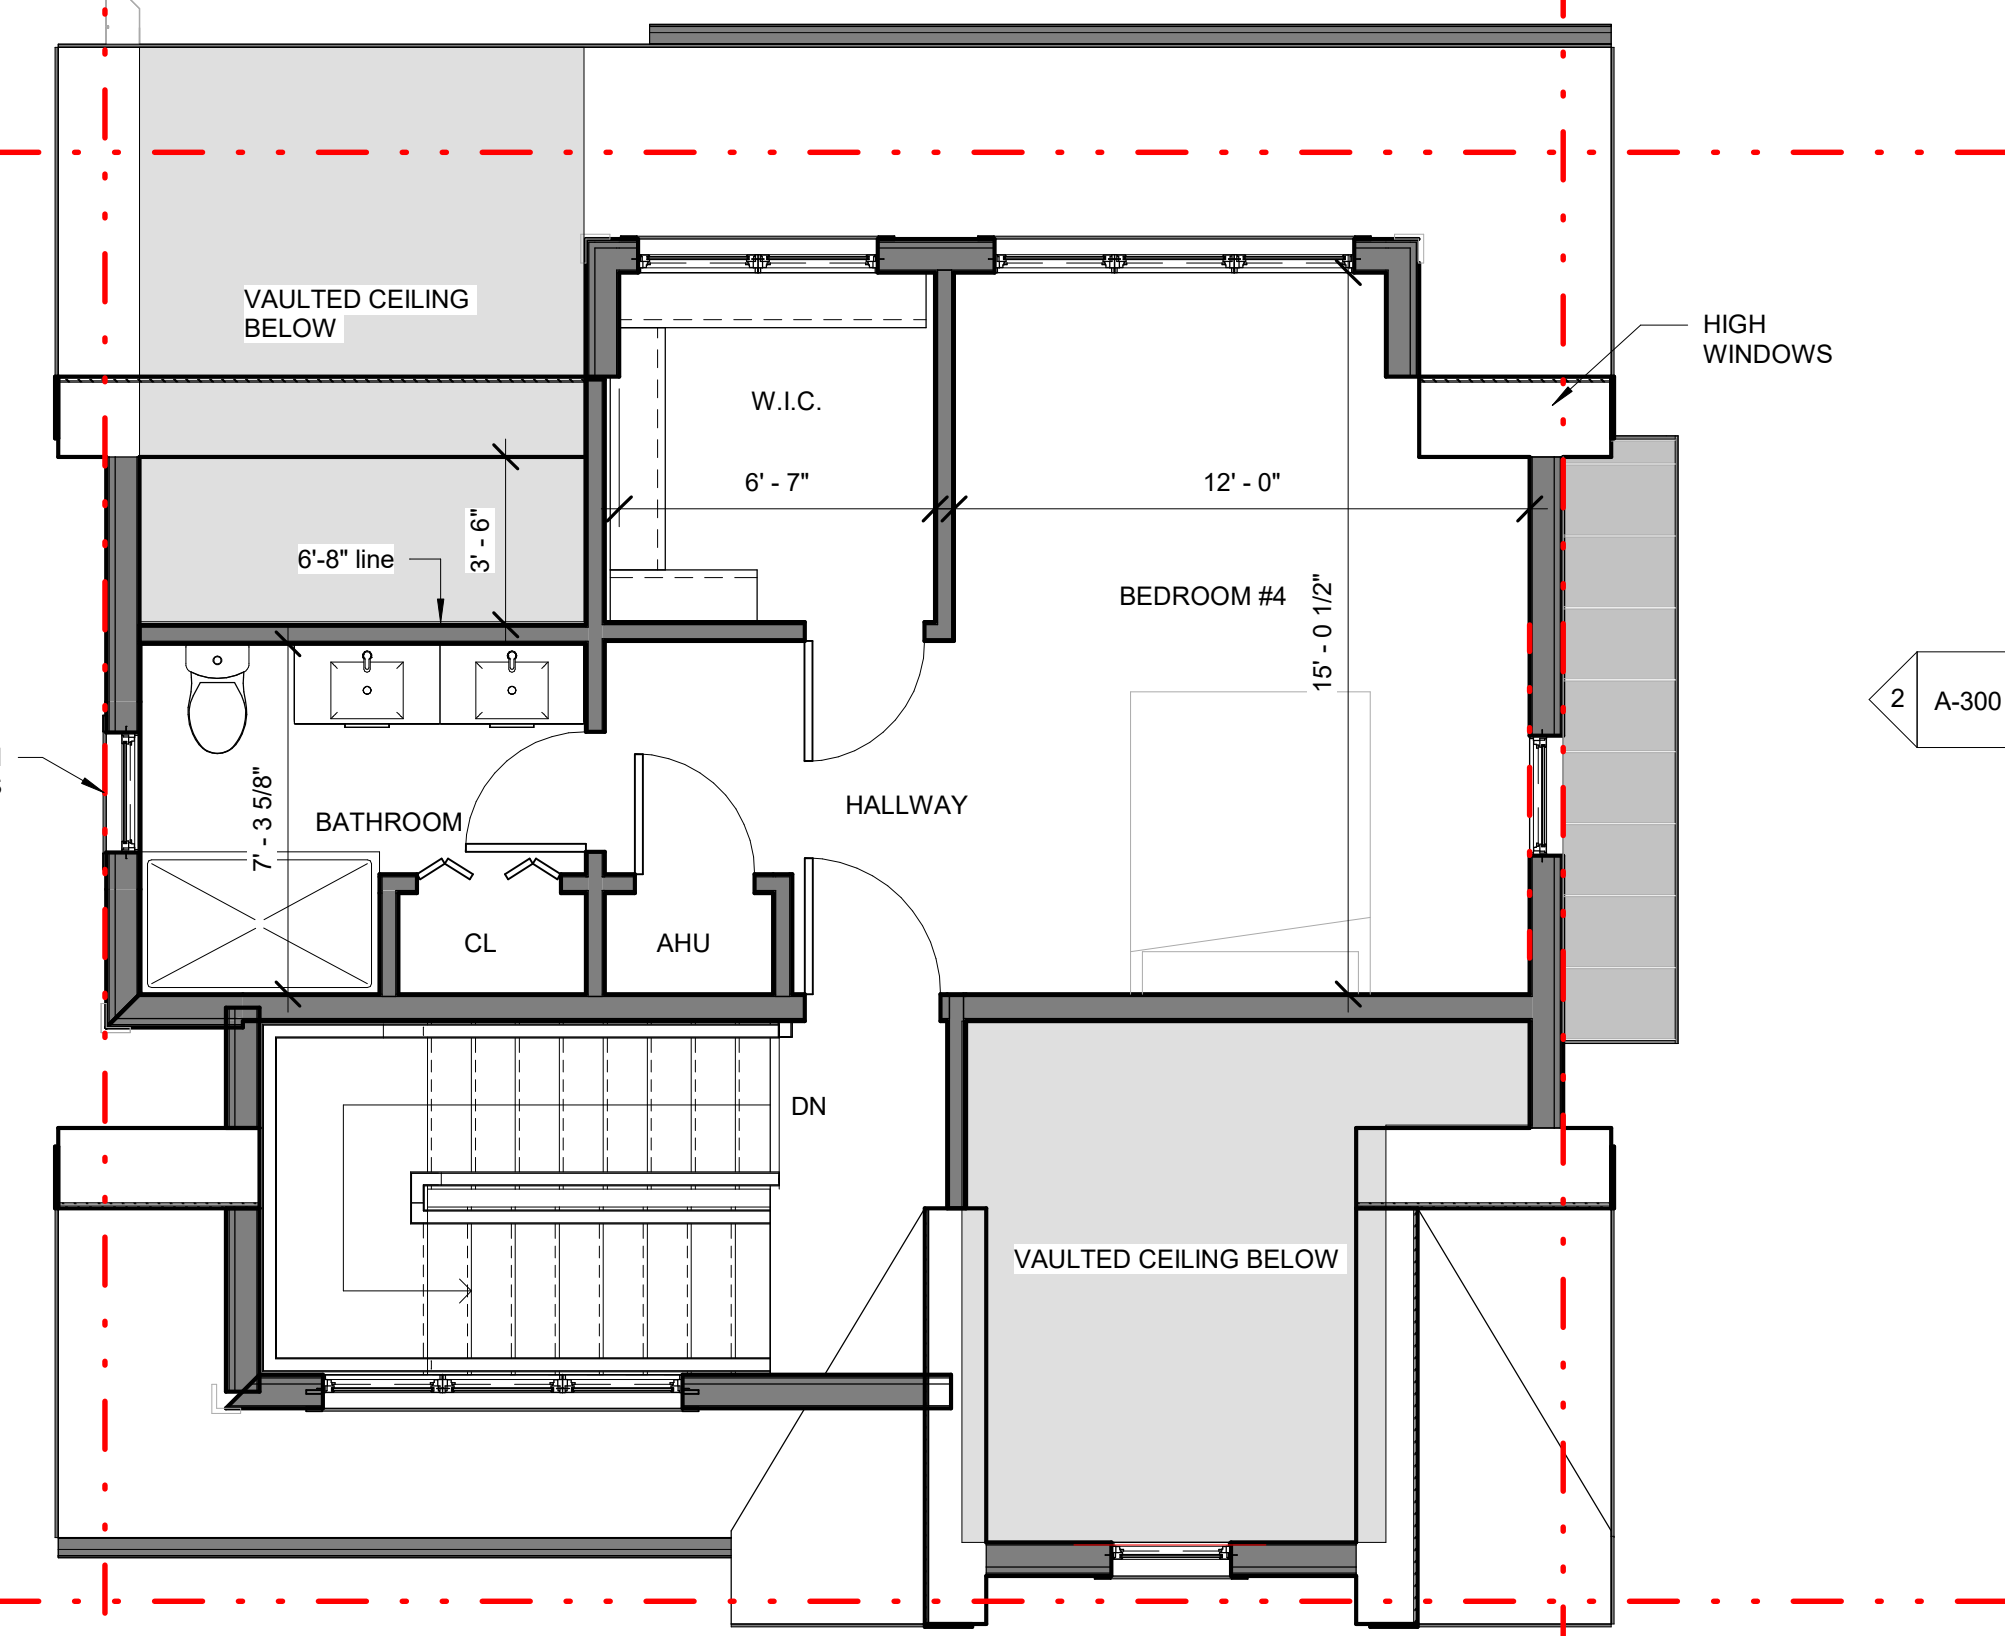 VAULTED CEILING
BELOW
HIGH
WINDOWS
W.I.C.
6' - 7"
12' - 0"
3' - 6"
6'-8" line
BEDROOM #4
15' - 0 1/2"
2
A-300
7' - 3 5/8"
BATHROOM
HALLWAY
CL
AHU
DN
VAULTED CEILING BELOW